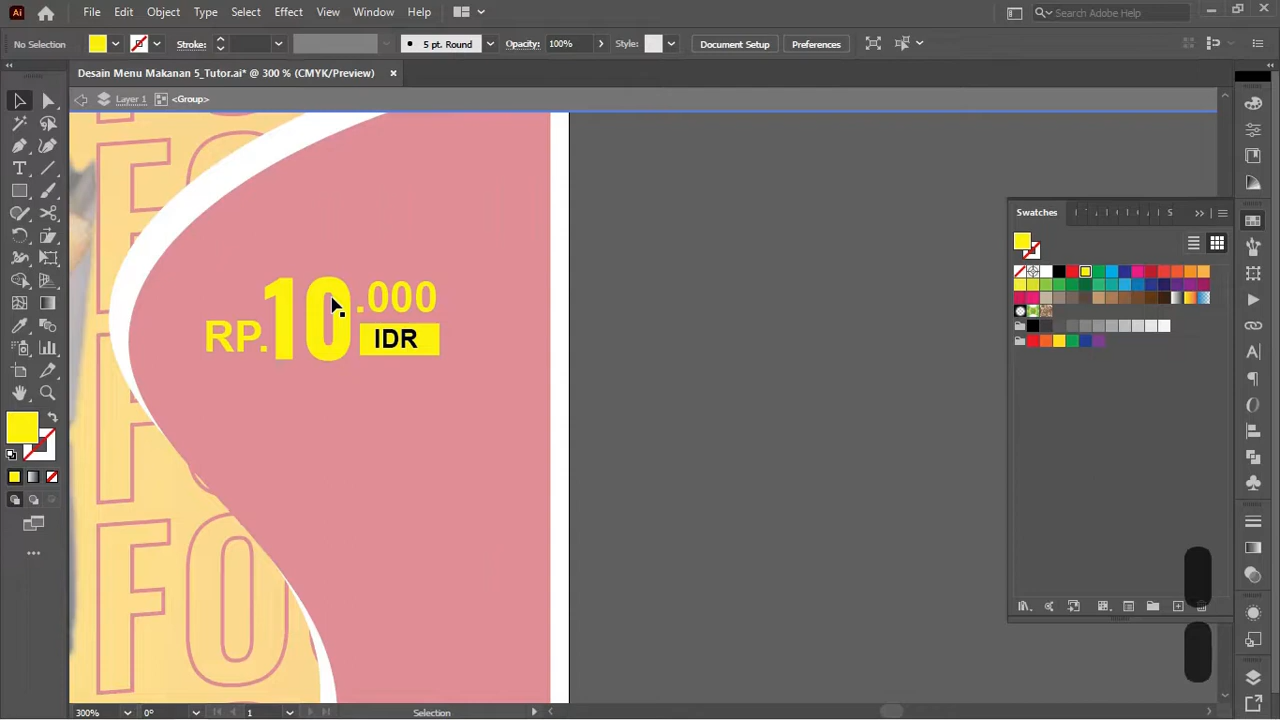 Ai File Edit Object Type Select Effect View Window Help Search Adobe Help
No Selection Stroke: 5 pt. Round Opacity: 100% Style: Document Setup Preferences
Desain Menu Makanan 5_Tutor.ai* @ 300 % (CMYK/Preview) ×
Layer 1 <Group>
Swatches
RP.10.000
IDR
FO
FO
300% 0° 1 Selection